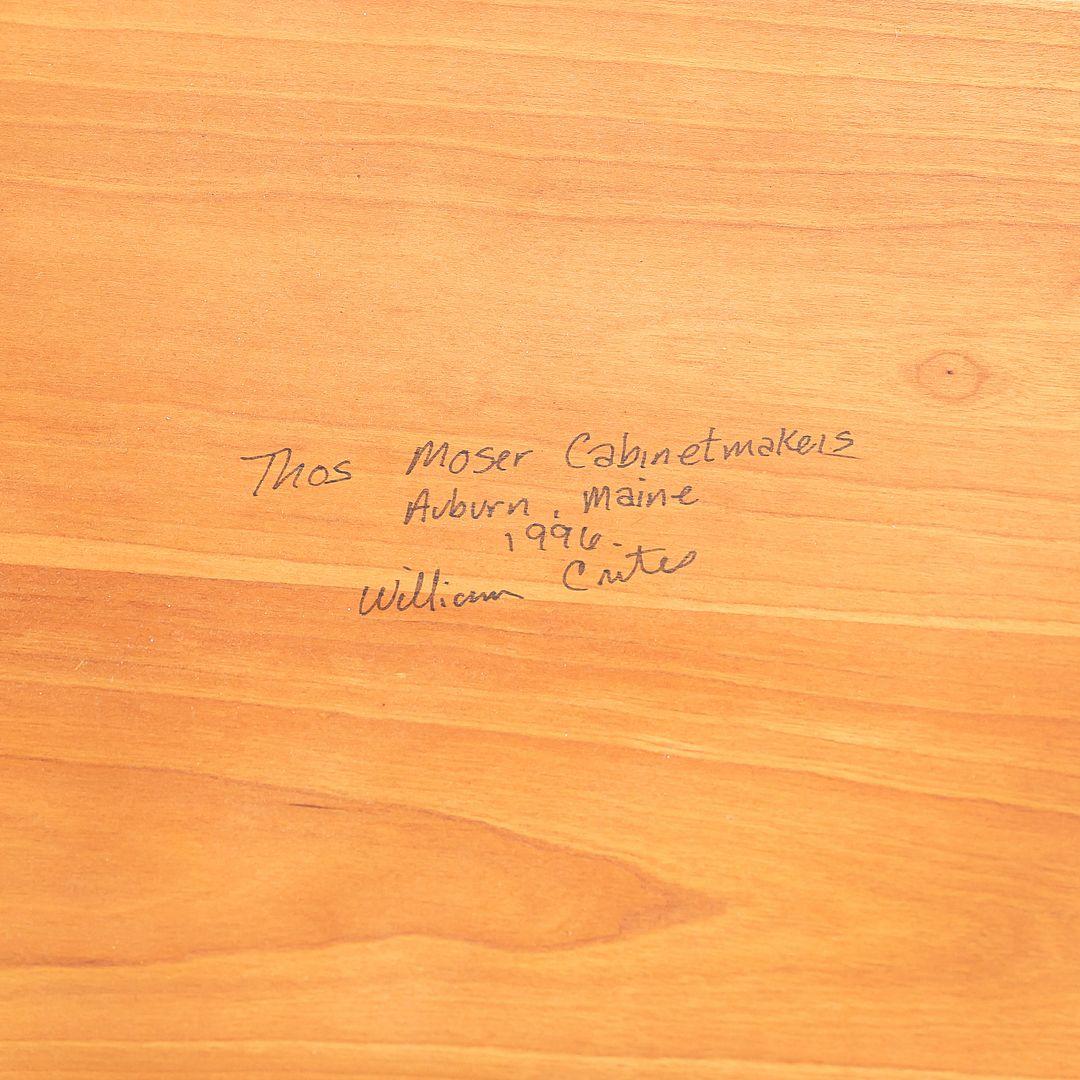 Thos Moser Cabinetmakers
Auburn, Maine
1996.
William Crites